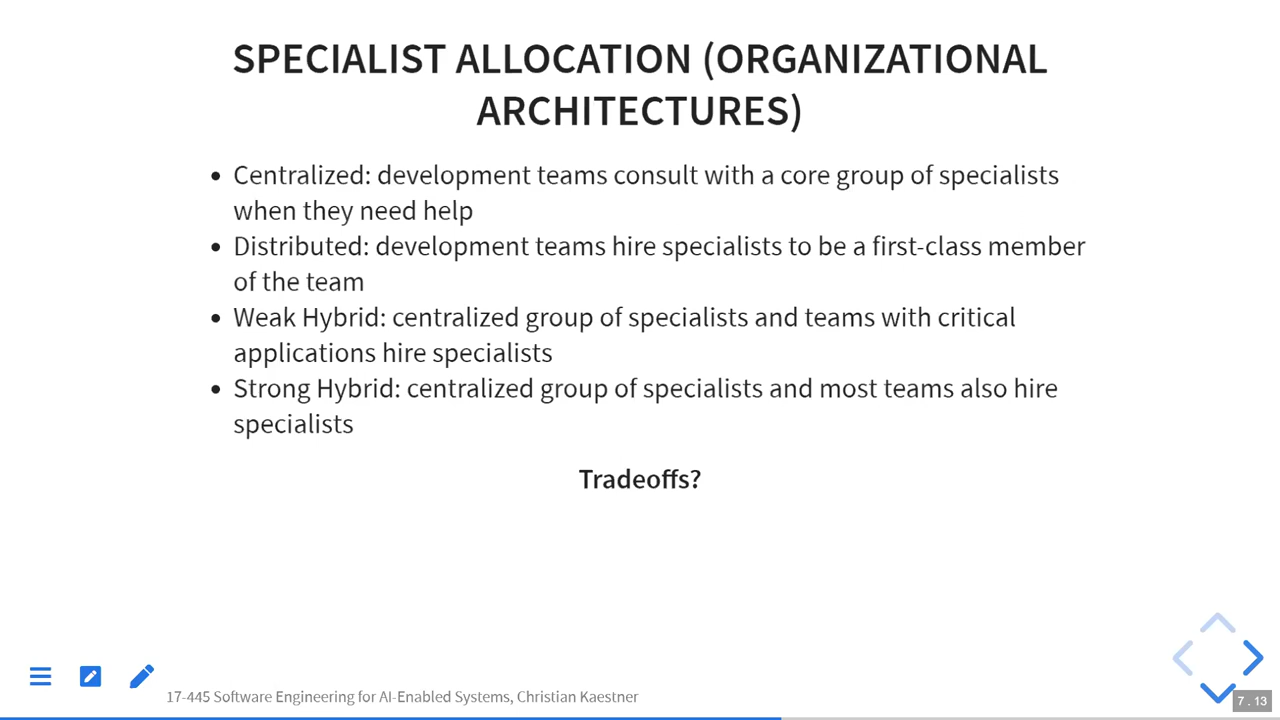 SPECIALIST ALLOCATION (ORGANIZATIONAL
ARCHITECTURES)
• Centralized: development teams consult with a core group of specialists
when they need help
• Distributed: development teams hire specialists to be a first-class member
of the team
• Weak Hybrid: centralized group of specialists and teams with critical
applications hire specialists
• Strong Hybrid: centralized group of specialists and most teams also hire
specialists
Tradeoffs?
17-445 Software Engineering for AI-Enabled Systems, Christian Kaestner
7 . 13